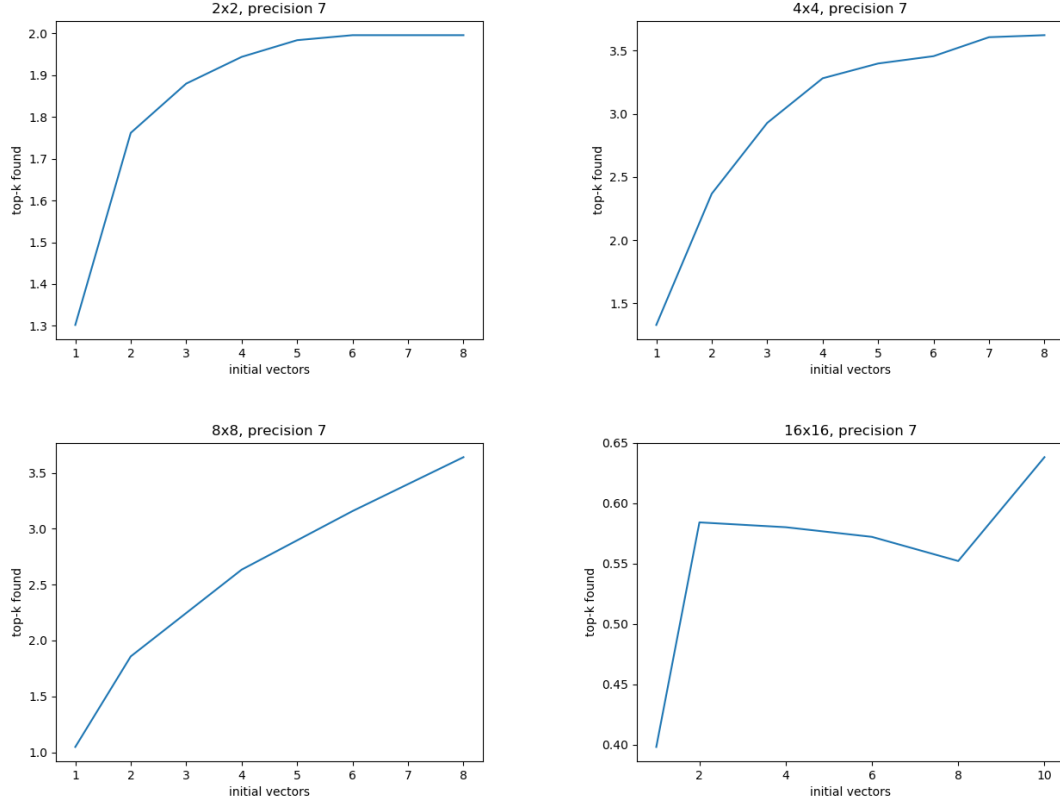 2x2, precision 7
2.0
1.9
1.8
1.7
1.6
1.5
1.4
1.3
top-k found
1 2 3 4 5 6 7 8
initial vectors
4x4, precision 7
3.5
3.0
2.5
2.0
1.5
top-k found
1 2 3 4 5 6 7 8
initial vectors
8x8, precision 7
3.5
3.0
2.5
2.0
1.5
1.0
top-k found
1 2 3 4 5 6 7 8
initial vectors
16x16, precision 7
0.65
0.60
0.55
0.50
0.45
0.40
top-k found
2 4 6 8 10
initial vectors